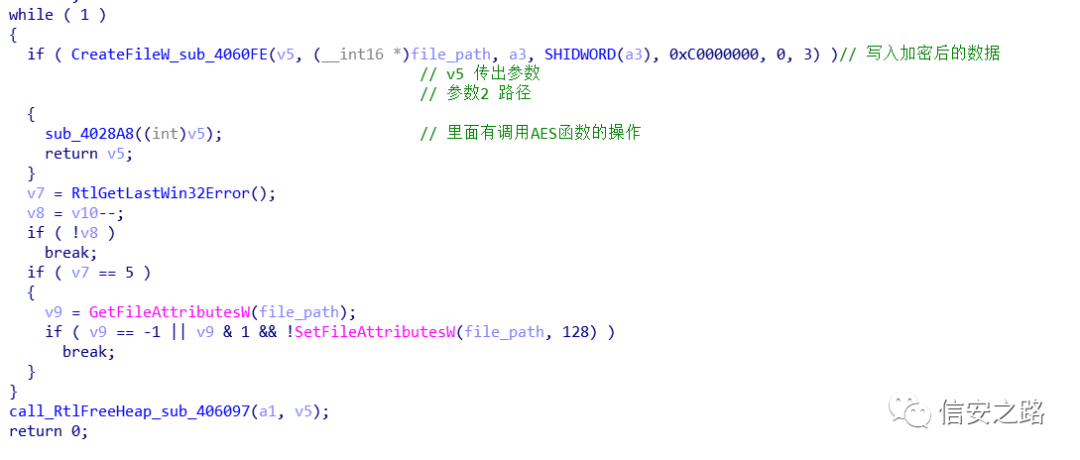 while ( 1 )
{
  if ( CreateFileW_sub_4060FE(v5, (__int16 *)file_path, a3, SHIDWORD(a3), 0xC0000000, 0, 3) )// 写入加密后的数据
                                        // v5 传出参数
                                        // 参数2 路径
  {
    sub_4028A8((int)v5);                // 里面有调用AES函数的操作
    return v5;
  }
  v7 = RtlGetLastWin32Error();
  v8 = v10--;
  if ( !v8 )
    break;
  if ( v7 == 5 )
  {
    v9 = GetFileAttributesW(file_path);
    if ( v9 == -1 || v9 & 1 && !SetFileAttributesW(file_path, 128) )
      break;
  }
}
call_RtlFreeHeap_sub_406097(a1, v5);
return 0;
信安之路